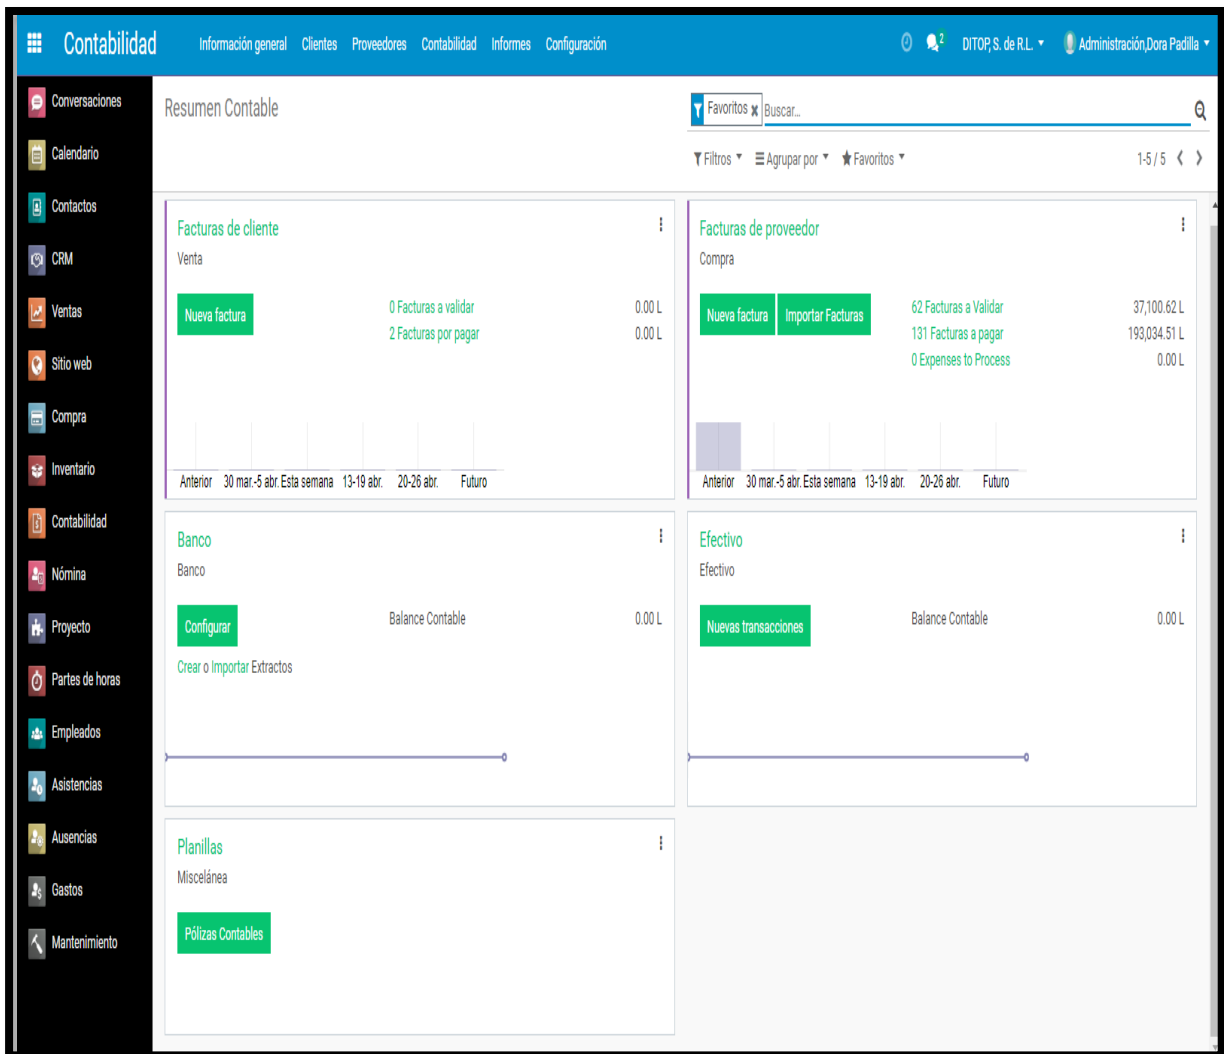 Contabilidad Información general Clientes Proveedores Contabilidad Informes Configuración 2 DITOP, S. de R.L. Administración,Dora Padilla
Conversaciones
Calendario
Contactos
CRM
Ventas
Sitio web
Compra
Inventario
Contabilidad
Nómina
Proyecto
Partes de horas
Empleados
Asistencias
Ausencias
Gastos
Mantenimiento
Resumen Contable
Favoritos x Buscar...
Filtros Agrupar por Favoritos 1-5 / 5
Facturas de cliente
Venta
Nueva factura
0 Facturas a validar 0.00 L
2 Facturas por pagar 0.00 L
Anterior 30 mar.-5 abr. Esta semana 13-19 abr. 20-26 abr. Futuro
Facturas de proveedor
Compra
Nueva factura Importar Facturas
62 Facturas a Validar 37,100.62 L
131 Facturas a pagar 193,034.51 L
0 Expenses to Process 0.00 L
Anterior 30 mar.-5 abr. Esta semana 13-19 abr. 20-26 abr. Futuro
Banco
Banco
Configurar Balance Contable 0.00 L
Crear o Importar Extractos
Efectivo
Efectivo
Nuevas transacciones Balance Contable 0.00 L
Planillas
Miscelánea
Pólizas Contables